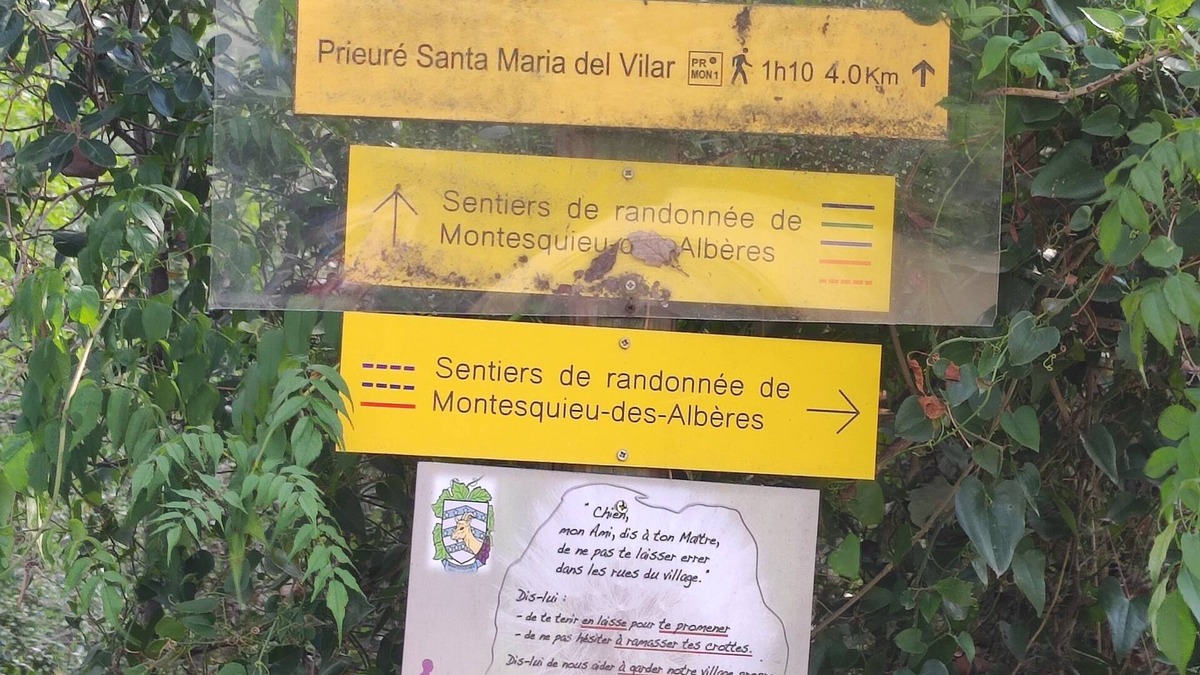 Prieuré Santa Maria del Vilar PR MON1 1h10 4.0Km
Sentiers de randonnée de
Montesquieu- Albères
Sentiers de randonnée de
Montesquieu-des-Albères
" Chien,
mon Ami, dis à ton Maître,
de ne pas te laisser errer
dans les rues du village."
Dis-lui :
- de te tenir en laisse pour te promener
- de ne pas hésiter à ramasser tes crottes.
Dis-lui de nous aider à garder notre village